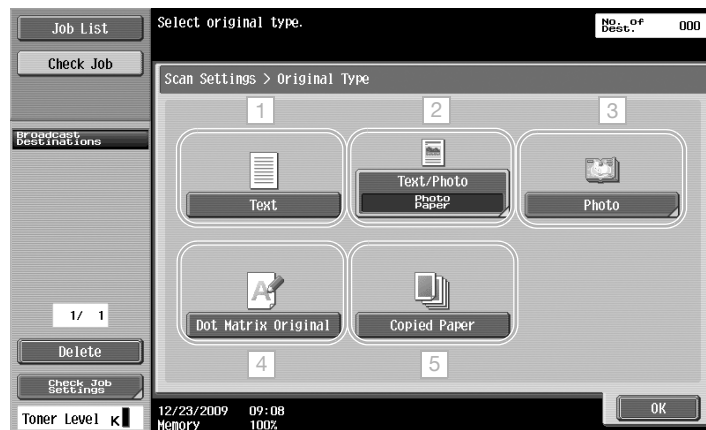 Job List
Check Job
Broadcast
Destinations
1/ 1
Delete
Check Job
Settings
Toner Level K
Select original type.
No. of
Dest. 000
Scan Settings > Original Type
1
2
3
Text
Text/Photo
Photo
Paper
Photo
Dot Matrix Original
Copied Paper
4
5
12/23/2009 09:08
Memory 100%
OK